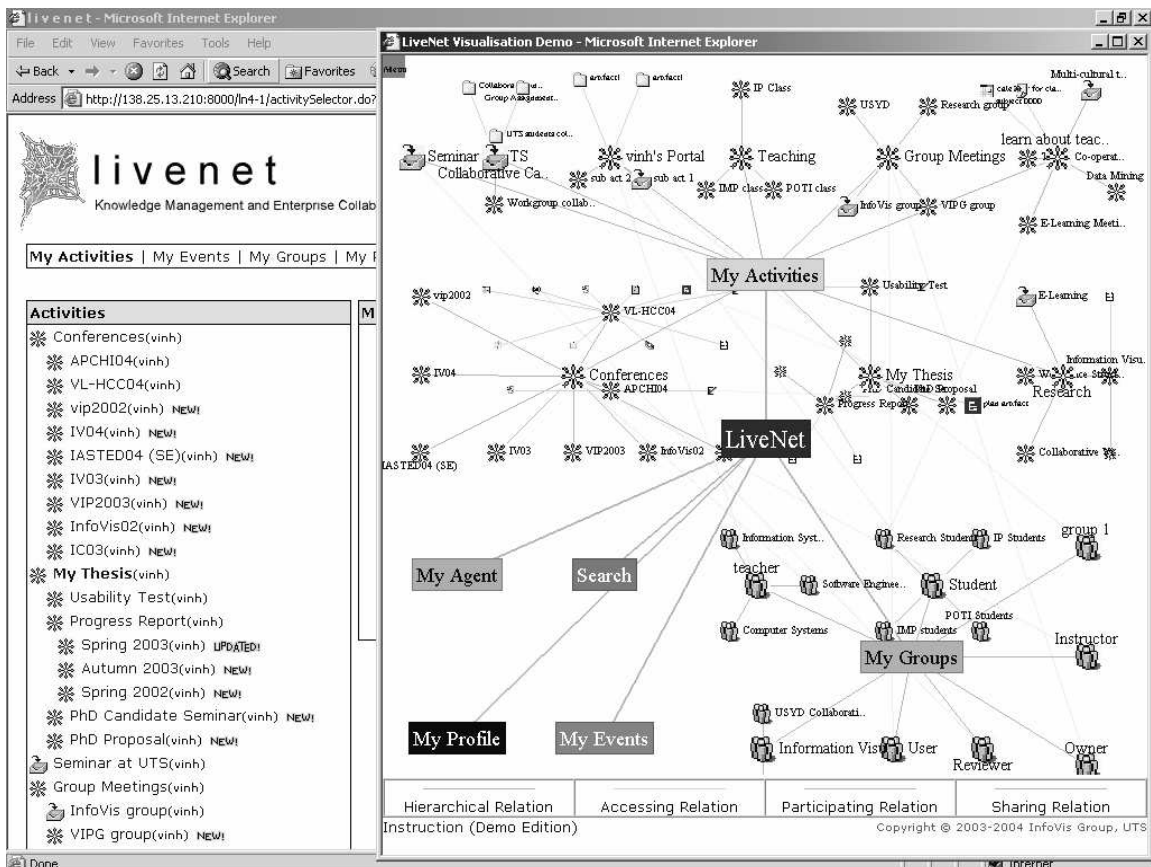 livenet - Microsoft Internet Explorer
File Edit View Favorites Tools Help
Back Search Favorites
Address http://138.25.13.210:8000/ln4-1/activitySelector.do?
livenet
Knowledge Management and Enterprise Collab
My Activities | My Events | My Groups | My
Activities
Conferences(vinh)
APCHI04(vinh)
VL-HCC04(vinh)
vip2002(vinh) NEW!
IV04(vinh) NEW!
IASTED04 (SE)(vinh) NEW!
IV03(vinh) NEW!
VIP2003(vinh) NEW!
InfoVis02(vinh) NEW!
IC03(vinh) NEW!
My Thesis(vinh)
Usability Test(vinh)
Progress Report(vinh)
Spring 2003(vinh) UPDATED!
Autumn 2003(vinh) NEW!
Spring 2002(vinh) NEW!
PhD Candidate Seminar(vinh) NEW!
PhD Proposal(vinh) NEW!
Seminar at UTS(vinh)
Group Meetings(vinh)
InfoVis group(vinh)
VIPG group(vinh) NEW!
Done
Internet
LiveNet Visualisation Demo - Microsoft Internet Explorer
Menu
Group Assignment..
artifact1
artifact1
IP Class
USYD
Research group
Multi-cultural t..
UTS students col..
learn about teac..
Seminar
TS
Collaborative Ca..
vinh's Portal
Teaching
Group Meetings
Co-operat..
sub act 2
sub act 1
IMP class
POTI class
Data Mining
Workgroup collab..
InfoVis group
VIPG group
E-Learning Meeti..
My Activities
vip2002
Usability Test
E-Learning
VL-HCC04
Information Visu..
IV04
Conferences
My Thesis
APCHI04
Research
Progress Report
plan artifact
LiveNet
IASTED04 (SE)
IV03
VIP2003
InfoVis02
Information Syst..
Research Student
IP Students
group 1
My Agent
Search
teacher
Software Enginee..
Student
POTI Students
Computer Systems
IMP students
Instructor
My Groups
USYD Collaborati..
My Profile
My Events
Information Vis
User
Reviewer
Owner
Hierarchical Relation
Accessing Relation
Participating Relation
Sharing Relation
Instruction (Demo Edition)
Copyright © 2003-2004 InfoVis Group, UTS